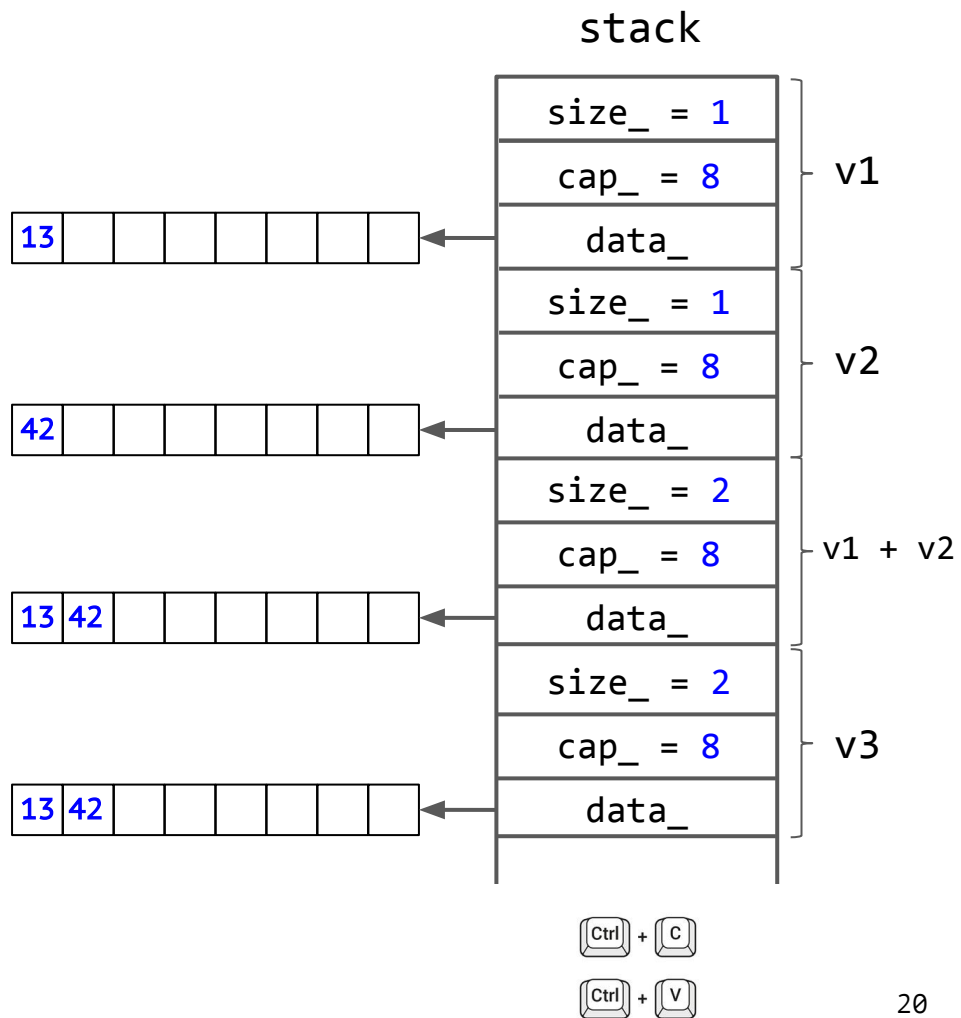 stack
size_ = 1
cap_ = 8
v1
13
data_
size_ = 1
cap_ = 8
v2
42
data_
size_ = 2
cap_ = 8
v1 + v2
13 42
data_
size_ = 2
cap_ = 8
v3
13 42
data_
Ctrl + C
Ctrl + V
20